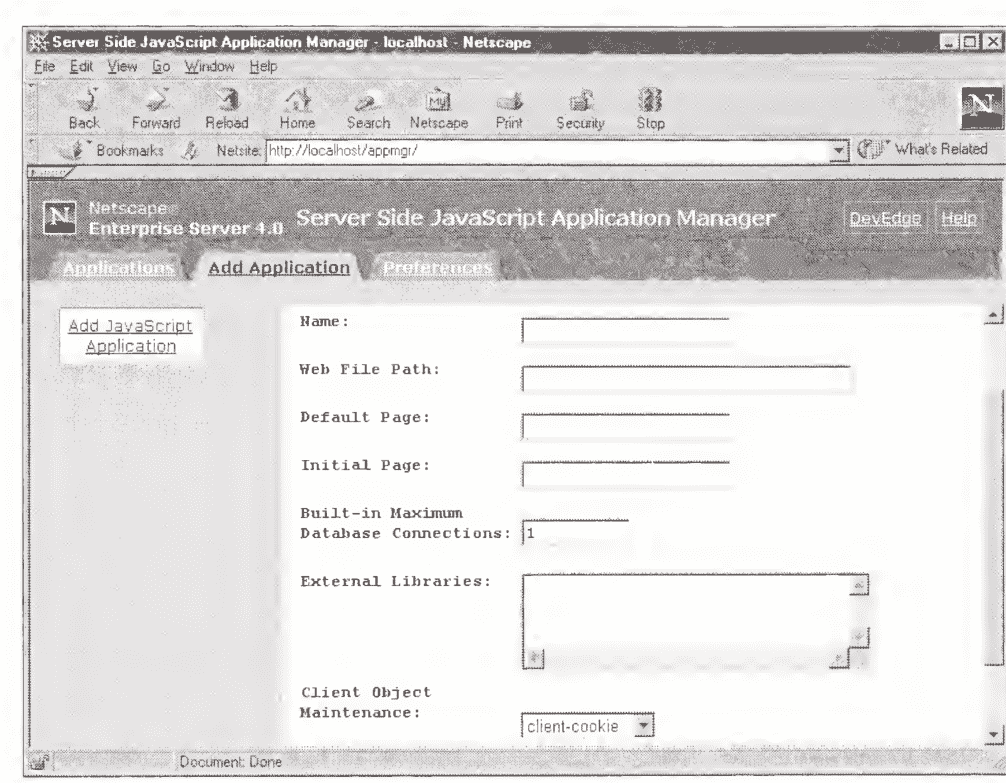 Server Side JavaScript Application Manager - localhost - Netscape
File Edit View Go Window Help
Back Forward Reload Home Search Netscape Print Security Stop
Bookmarks Netsite: http://localhost/appmgr/ What's Related
Netscape
Enterprise Server 4.0
Server Side JavaScript Application Manager
DevEdge Help
Applications Add Application Preferences
Add JavaScript
Application
Name:
Web File Path:
Default Page:
Initial Page:
Built-in Maximum
Database Connections: 1
External Libraries:
Client Object
Maintenance:
client-cookie
Document: Done